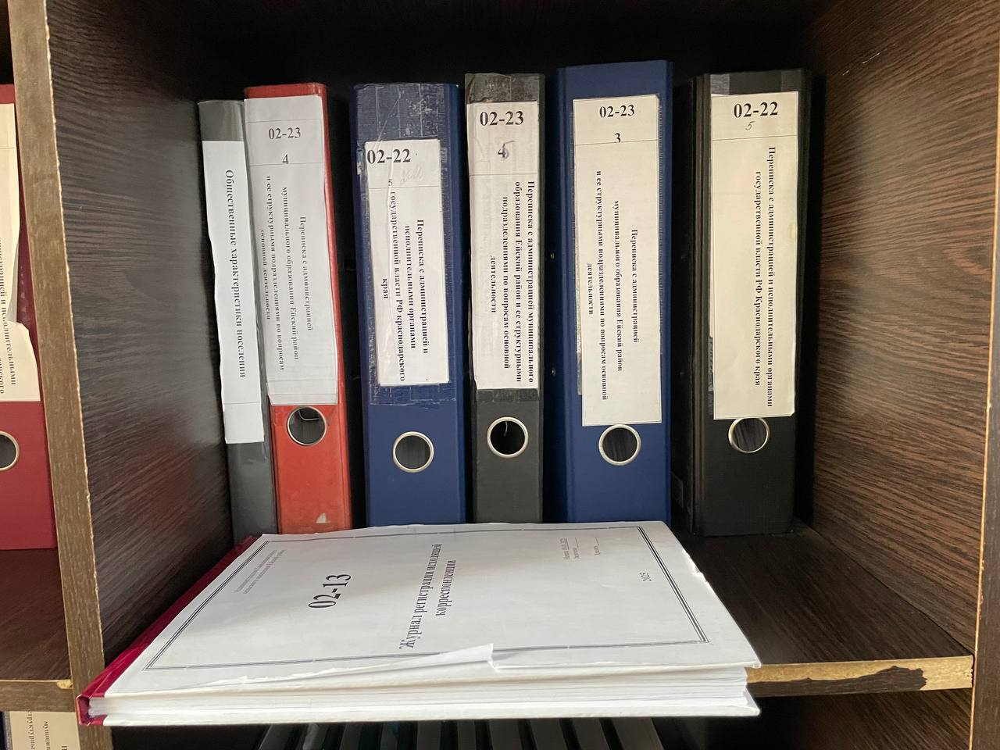 Общественные характеристики поселения
02-23
4
Переписка с администрацией
муниципального образования Ейский район
и ее структурными подразделениями по вопросам
основной деятельности
02-22
5
Переписка с администрацией и
исполнительными органами
государственной власти РФ краснодарского
края
02-23
4
Переписка с администрацией муниципального
образования Ейский район и ее структурными
подразделениями по вопросам основной
деятельности
02-23
3
Переписка с администрацией
муниципального образования Ейский район
и ее структурными подразделениями по вопросам основной
деятельности
02-22
5
Переписка с администрацией и исполнительными органами
государственной власти РФ Краснодарского края
02-13
"Журнал регистрации исходящей
корреспонденции
2025